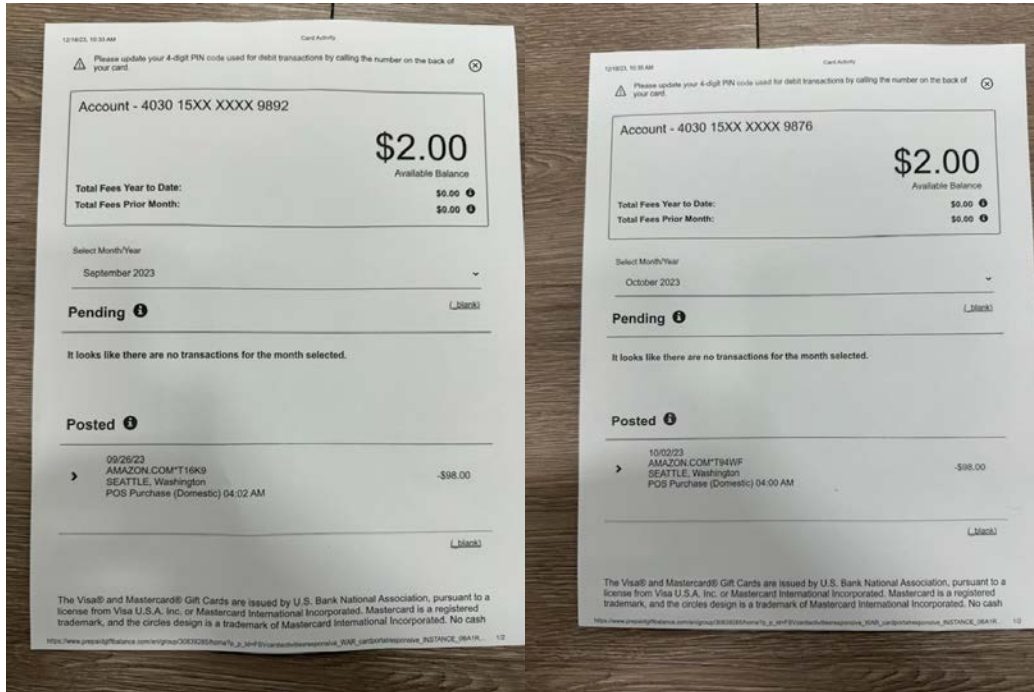 12/18/23, 10:33 AM
Card Activity
Please update your 4-digit PIN code used for debit transactions by calling the number on the back of
your card.
Account - 4030 15XX XXXX 9892
$2.00
Available Balance
Total Fees Year to Date:
$0.00
Total Fees Prior Month:
$0.00
Select Month/Year
September 2023
Pending
(_blank)
It looks like there are no transactions for the month selected.
Posted
09/26/23
AMAZON.COM*T16K9
SEATTLE, Washington
POS Purchase (Domestic) 04:02 AM
-$98.00
(_blank)
The Visa® and Mastercard® Gift Cards are issued by U.S. Bank National Association, pursuant to a
license from Visa U.S.A. Inc. or Mastercard International Incorporated. Mastercard is a registered
trademark, and the circles design is a trademark of Mastercard International Incorporated. No cash
1/2
12/18/23, 10:35 AM
Card Activity
Please update your 4-digit PIN code used for debit transactions by calling the number on the back of
your card.
Account - 4030 15XX XXXX 9876
$2.00
Available Balance
Total Fees Year to Date:
$0.00
Total Fees Prior Month:
$0.00
Select Month/Year
October 2023
Pending
(_blank)
It looks like there are no transactions for the month selected.
Posted
10/02/23
AMAZON.COM*T94WF
SEATTLE, Washington
POS Purchase (Domestic) 04:00 AM
-$98.00
(_blank)
The Visa® and Mastercard® Gift Cards are issued by U.S. Bank National Association, pursuant to a
license from Visa U.S.A. Inc. or Mastercard International Incorporated. Mastercard is a registered
trademark, and the circles design is a trademark of Mastercard International Incorporated. No cash
1/2